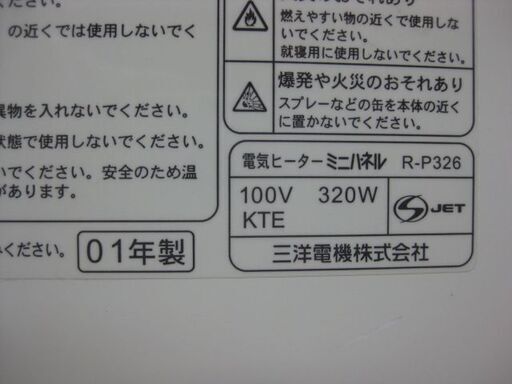 ださい。
の近くでは使用しないでく
異物を入れないでください。
状態で使用しないでください。
いでください。安全のため温
があります。
みください。
01年製
燃えやすい物の近くで使用しな
いでください。
就寝用に使用しないでください。
爆発や火災のおそれあり
スプレーなどの缶を本体の近く
に置かないでください。
電気ヒーター ミニパネル R-P326
100V 320W
KTE
S JET
三洋電機株式会社